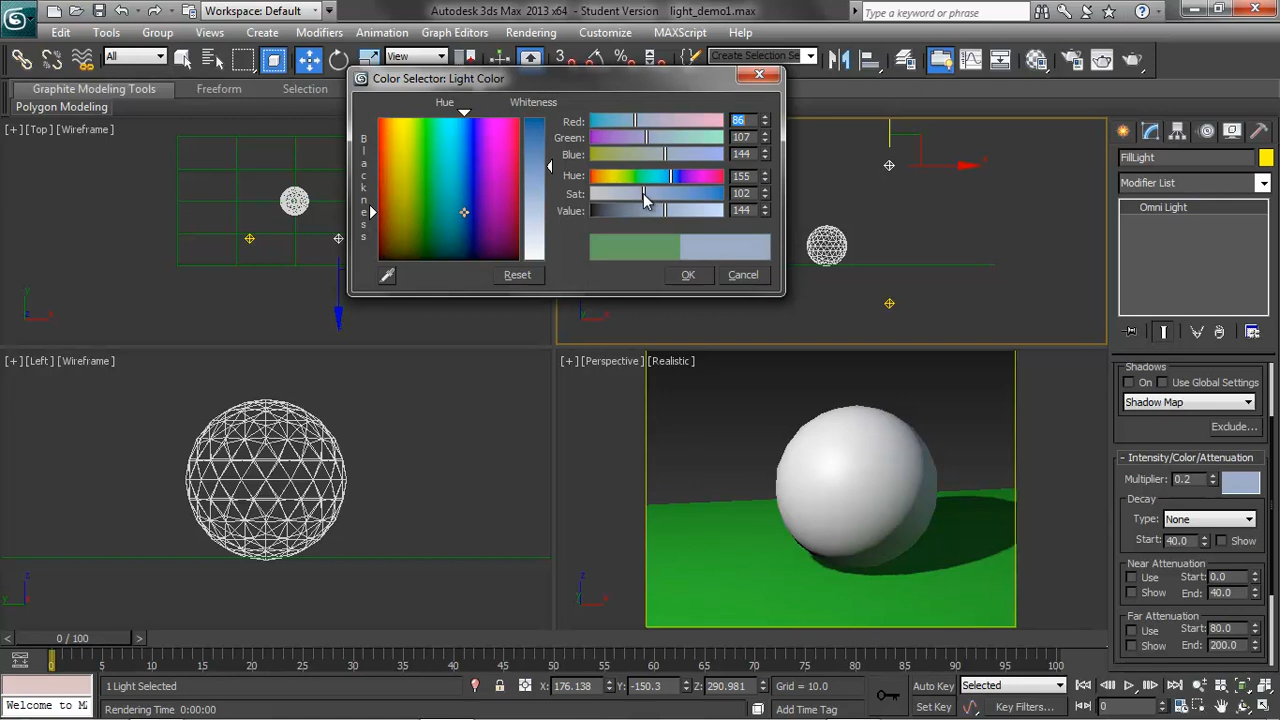 Workspace: Default
Autodesk 3ds Max 2013 x64 - Student Version light_demo1.max
Type a keyword or phrase
Edit Tools Group Views Create Modifiers Animation Graph Editors Rendering Customize MAXScript Help
All
View
Create Selection Se
Graphite Modeling Tools Freeform Selection
Polygon Modeling
Color Selector: Light Color
Hue Whiteness
Blackness
Red: 86
Green: 107
Blue: 144
Hue: 155
Sat: 102
Value: 144
Reset OK Cancel
[+] [Top] [Wireframe]
[+] [Left] [Wireframe]
[+] [Perspective] [Realistic]
FillLight
Modifier List
Omni Light
Shadows
On Use Global Settings
Shadow Map
Exclude...
Intensity/Color/Attenuation
Multiplier: 0.2
Decay
Type: None
Start: 40.0 Show
Near Attenuation
Use Start: 0.0
Show End: 40.0
Far Attenuation
Use Start: 80.0
Show End: 200.0
0 / 100
0 5 10 15 20 25 30 35 40 45 50 55 60 65 70 75 80 85 90 95 100
1 Light Selected X: 176.138 Y: -150.3 Z: 290.981 Grid = 10.0 Auto Key Selected
Welcome to M Rendering Time 0:00:00 Add Time Tag Set Key Key Filters... 0